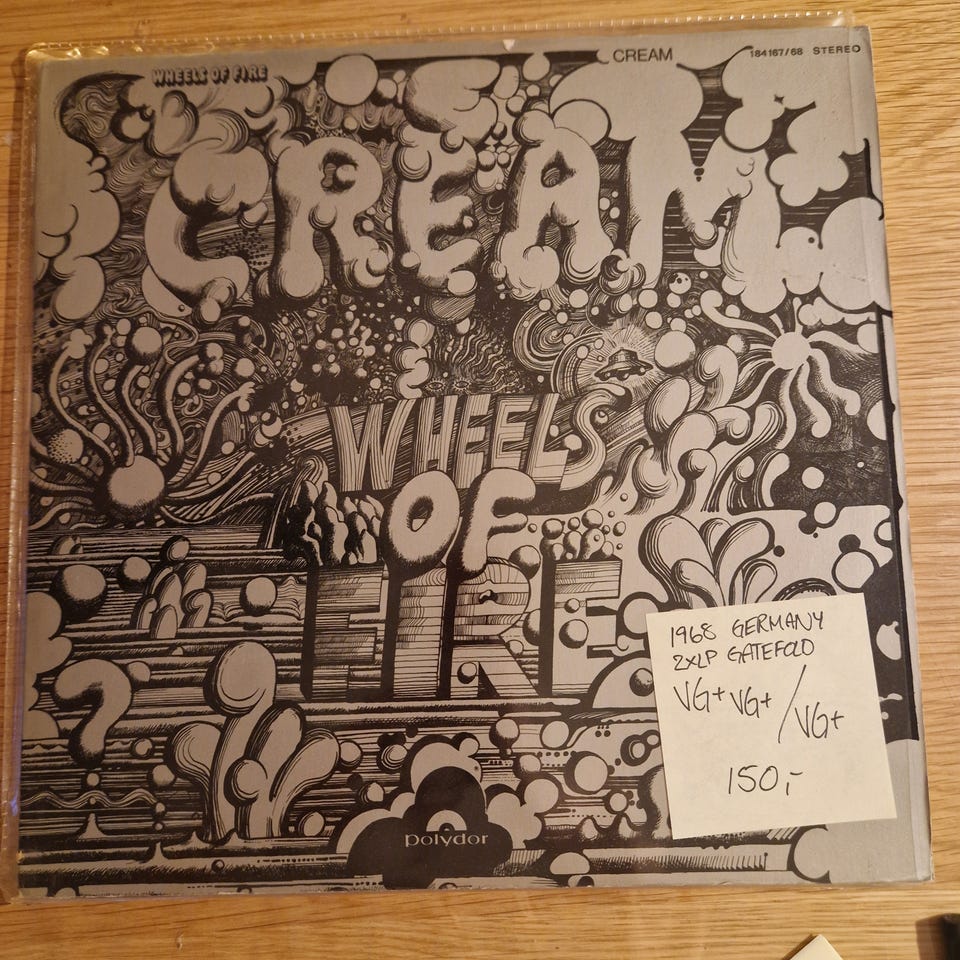 WHEELS OF FIRE
CREAM
184167/68 STEREO
CREAM
WHEELS
OF
FIRE
1968 GERMANY
2XLP GATEFOLD
VG+ VG+ / VG+
150,-
polydor